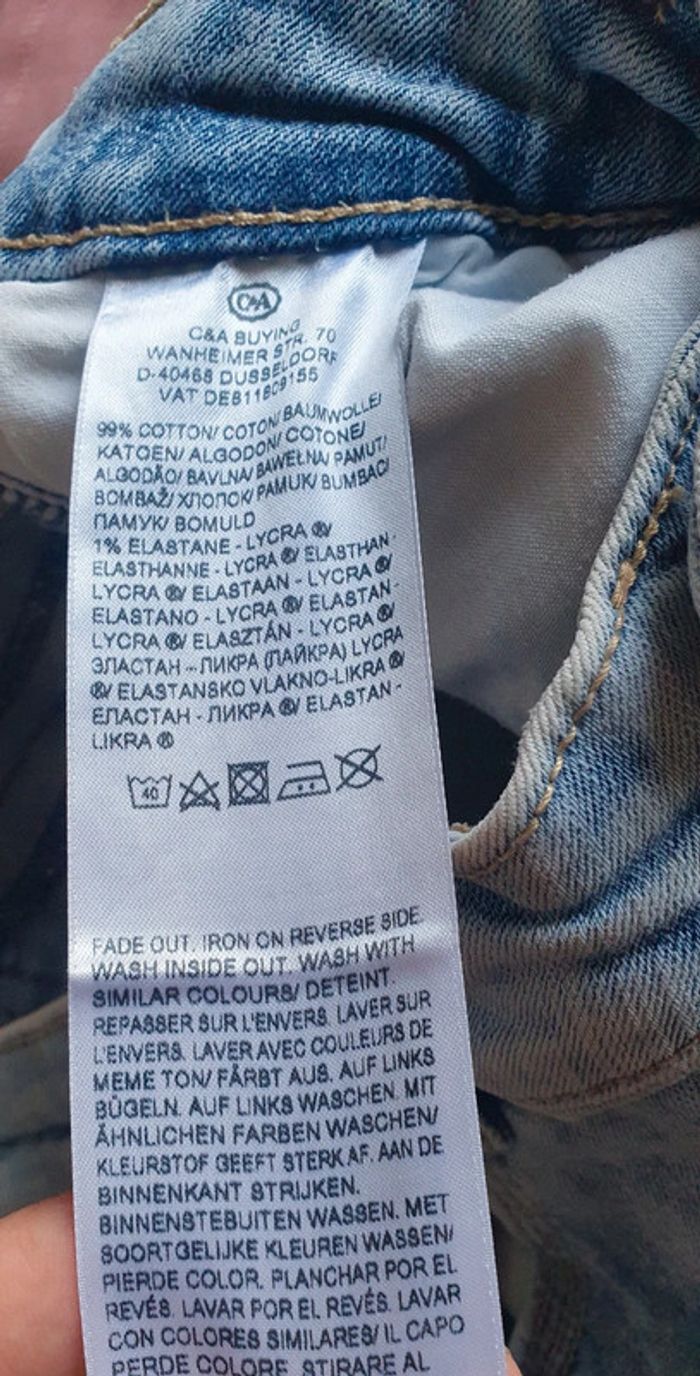 C&A
C&A BUYING
WANHEIMER STR. 70
D-40468 DUSSELDORF
VAT DE811809155
99% COTTON/ COTON/ BAUMWOLLE/
KATOEN/ ALGODON/ COTONE/
ALGODÃO/ BAVLNA/ BAWEŁNA/ PAMUT/
BOMBAŽ/ ХЛОПОК/ PAMUK/ BUMBAC/
ПАМУК/ BOMULD
1% ELASTANE - LYCRA ®/
ELASTHANNE - LYCRA ®/ ELASTHAN -
LYCRA ®/ ELASTAAN - LYCRA ®/
ELASTANO - LYCRA ®/ ELASTAN -
LYCRA ®/ ELASZTÁN - LYCRA ®/
ЭЛАСТАН – ЛИКРА (ЛАЙКРА) LYCRA
®/ ELASTANSKO VLAKNO-LIKRA ®/
ЕЛАСТАН - ЛИКРА ®/ ELASTAN -
LIKRA ®
40
FADE OUT. IRON ON REVERSE SIDE.
WASH INSIDE OUT. WASH WITH
SIMILAR COLOURS/ DETEINT.
REPASSER SUR L'ENVERS. LAVER SUR
L'ENVERS. LAVER AVEC COULEURS DE
MEME TON/ FÄRBT AUS. AUF LINKS
BÜGELN. AUF LINKS WASCHEN. MIT
ÄHNLICHEN FARBEN WASCHEN/
KLEURSTOF GEEFT STERK AF. AAN DE
BINNENKANT STRIJKEN.
BINNENSTEBUITEN WASSEN. MET
SOORTGELIJKE KLEUREN WASSEN/
PIERDE COLOR. PLANCHAR POR EL
REVÉS. LAVAR POR EL REVÉS. LAVAR
CON COLORES SIMILARES/ IL CAPO
PERDE COLORE. STIRARE AL